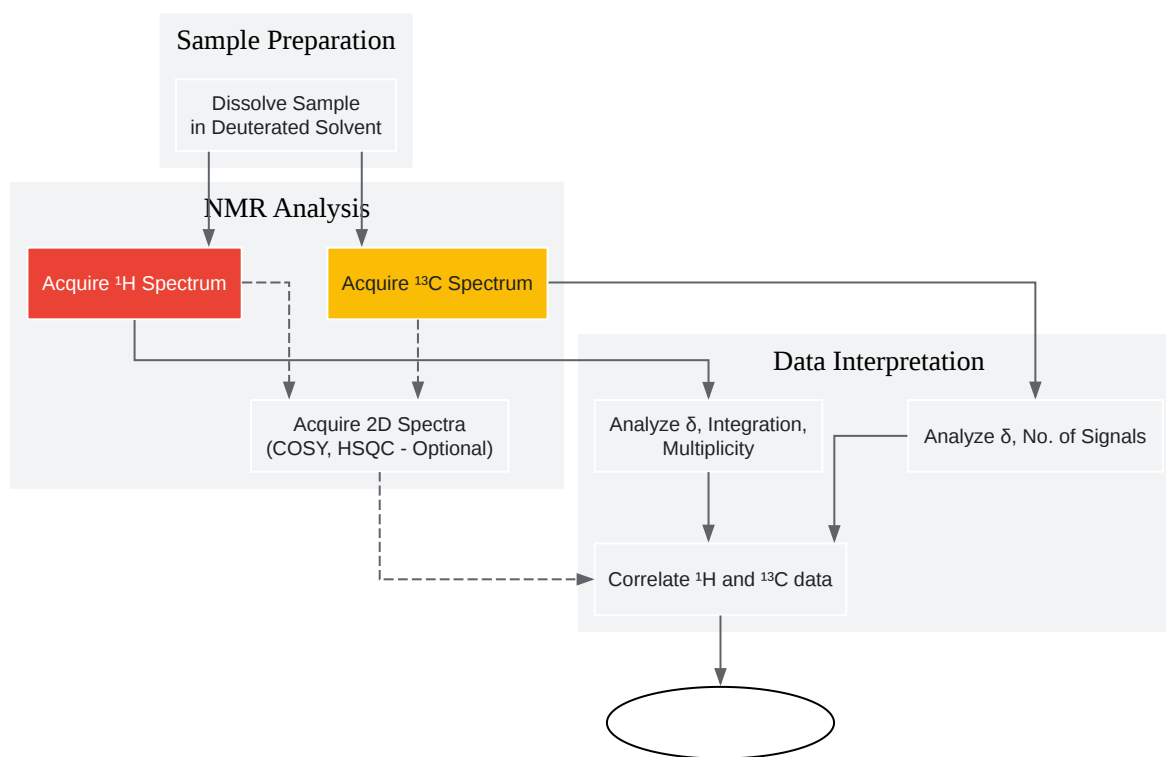 Sample Preparation
Dissolve Sample
in Deuterated Solvent
NMR Analysis
Acquire ¹H Spectrum
Acquire ¹³C Spectrum
Data Interpretation
Acquire 2D Spectra
(COSY, HSQC - Optional)
Analyze δ, Integration,
Multiplicity
Analyze δ, No. of Signals
Correlate ¹H and ¹³C data